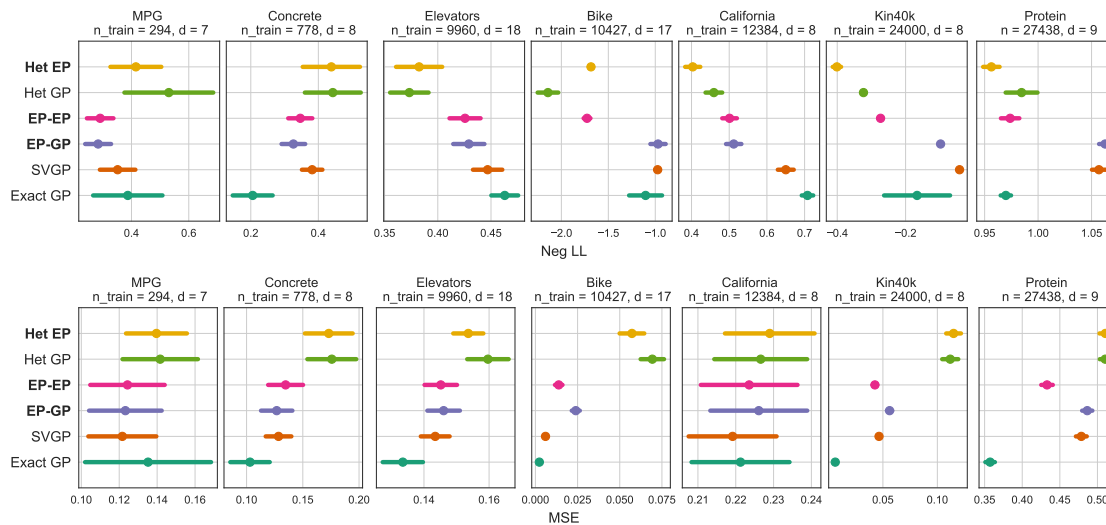 MPG
n_train = 294, d = 7
Concrete
n_train = 778, d = 8
Elevators
n_train = 9960, d = 18
Bike
n_train = 10427, d = 17
California
n_train = 12384, d = 8
Kin40k
n_train = 24000, d = 8
Protein
n = 27438, d = 9
Het EP
Het GP
EP-EP
EP-GP
SVGP
Exact GP
0.4 0.6
0.2 0.4
0.35 0.40 0.45
−2.0 −1.5 −1.0
0.4 0.5 0.6 0.7
−0.4 −0.2
0.95 1.00 1.05
Neg LL
MPG
n_train = 294, d = 7
Concrete
n_train = 778, d = 8
Elevators
n_train = 9960, d = 18
Bike
n_train = 10427, d = 17
California
n_train = 12384, d = 8
Kin40k
n_train = 24000, d = 8
Protein
n = 27438, d = 9
Het EP
Het GP
EP-EP
EP-GP
SVGP
Exact GP
0.10 0.12 0.14 0.16
0.10 0.15 0.20
0.14 0.16
0.000 0.025 0.050 0.075
0.21 0.22 0.23 0.24
0.05 0.10
0.35 0.40 0.45 0.50
MSE